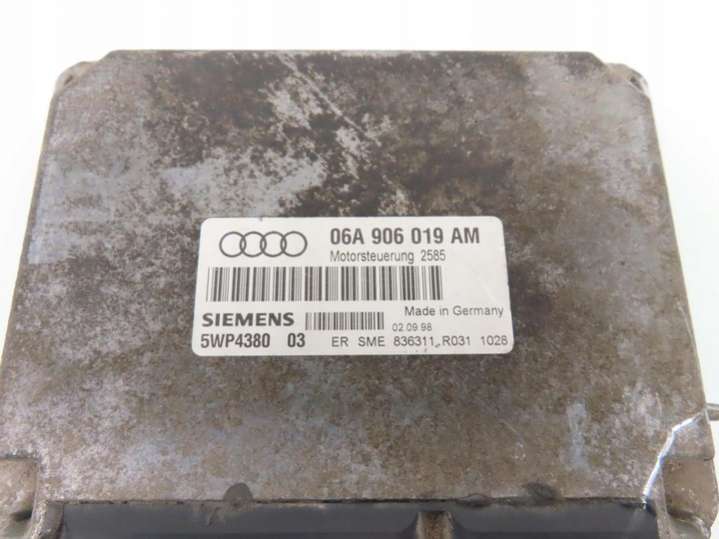 06A 906 019 AM
Motorsteuerung 2585
Made in Germany
SIEMENS
02.09.98
5WP4380 03 ER SME 836311 R031 1028